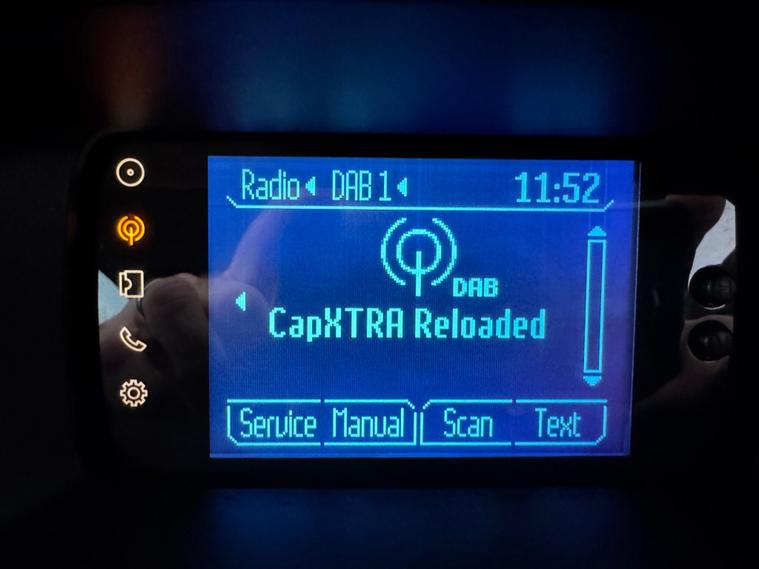 Radio DAB 1 11:52
DAB
CapXTRA Reloaded
Service Manual Scan Text